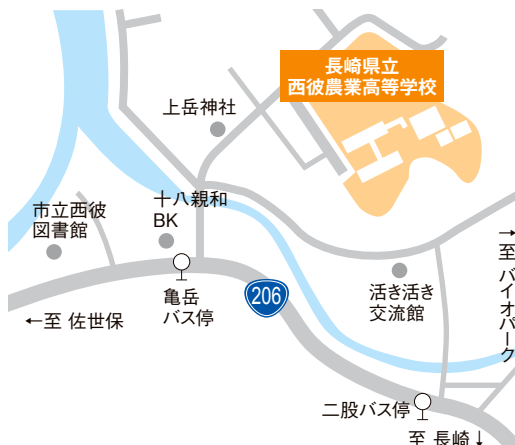 長崎県立
西彼農業高等学校
上岳神社
十八親和
BK
市立西彼
図書館
亀岳
バス停
206
←至 佐世保
活き活き
交流館
→至 バイオパーク
二股バス停
至 長崎↓